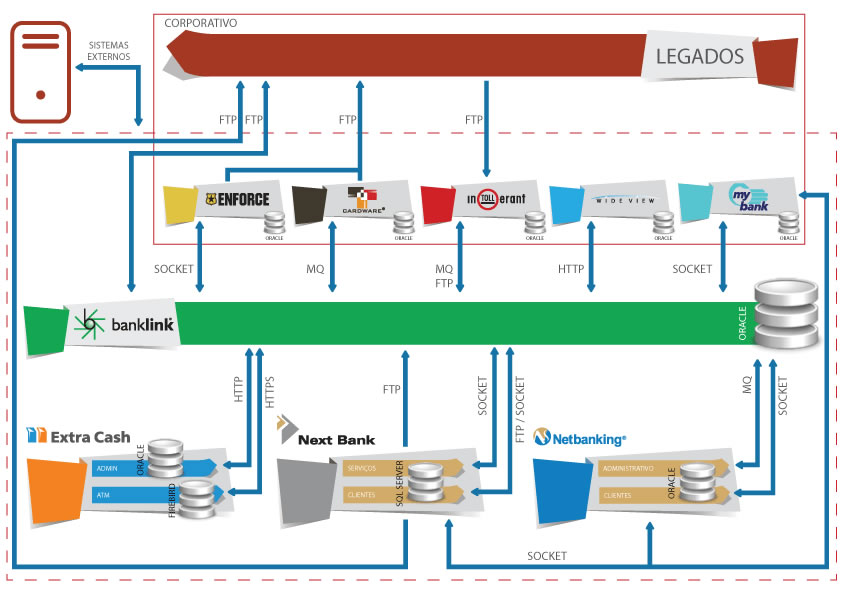 CORPORATIVO
SISTEMAS
EXTERNOS
LEGADOS
FTP
FTP
FTP
FTP
ENFORCE
CARDWARE®
inTOLLerant
WIDE VIEW
my
bank
ORACLE
ORACLE
ORACLE
ORACLE
ORACLE
SOCKET
MQ
MQ
FTP
HTTP
SOCKET
banklink
ORACLE
HTTP
HTTPS
FTP
SOCKET
FTP / SOCKET
MQ
SOCKET
Extra Cash
ADMIN
ORACLE
ATM
FIREBIRD
Next Bank
SERVIÇOS
CLIENTES
SQL SERVER
Netbanking®
ADMINISTRATIVO
CLIENTES
ORACLE
SOCKET